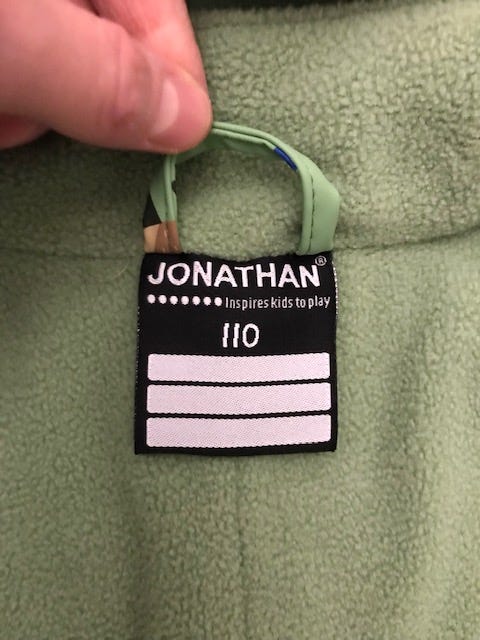 JONATHAN®
Inspires kids to play
110